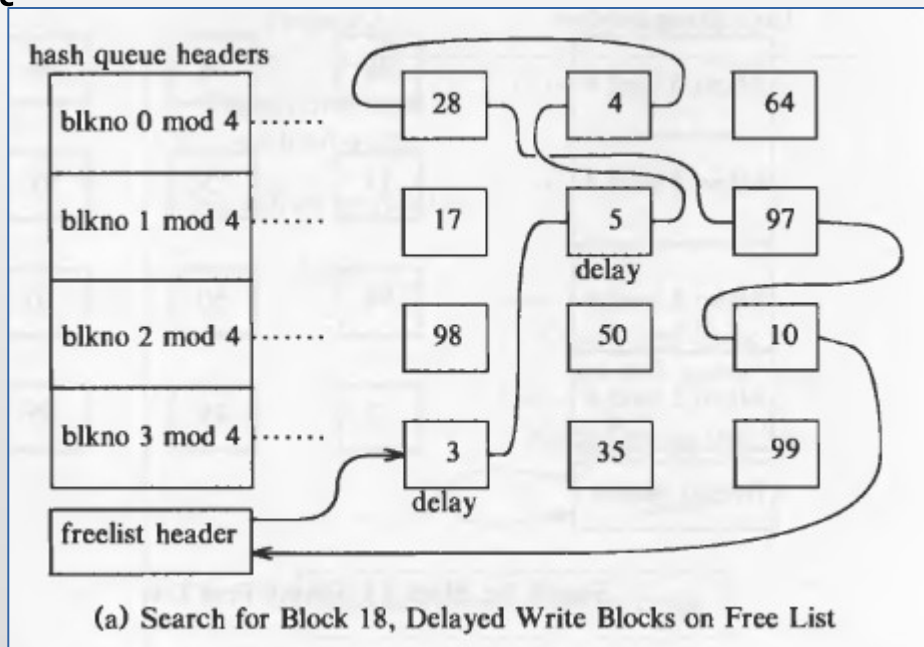 hash queue headers
blkno 0 mod 4 ...... 28 4 64
blkno 1 mod 4 ...... 17 5 97
delay
blkno 2 mod 4 ...... 98 50 10
blkno 3 mod 4 ...... 3 35 99
delay
freelist header
(a) Search for Block 18, Delayed Write Blocks on Free List